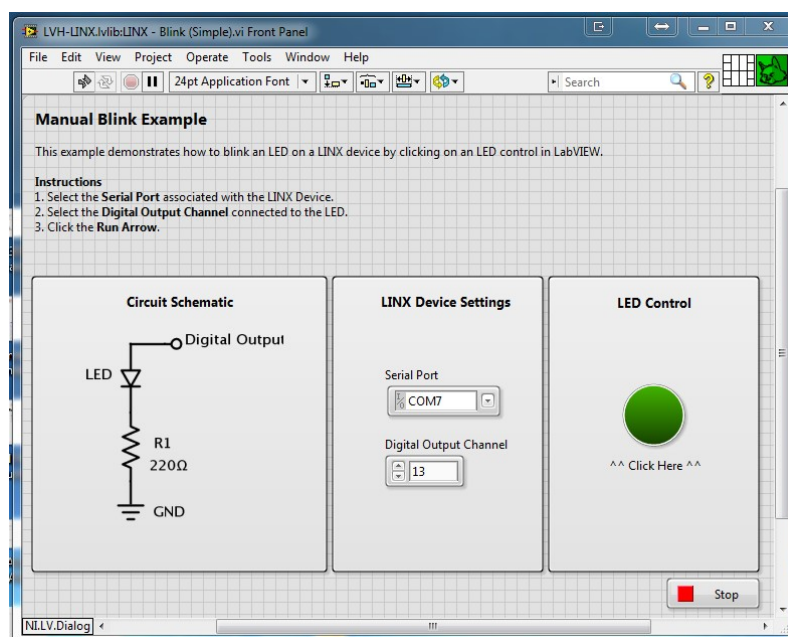 LVH-LINX.lvlib:LINX - Blink (Simple).vi Front Panel
File Edit View Project Operate Tools Window Help
24pt Application Font
Search
Manual Blink Example
This example demonstrates how to blink an LED on a LINX device by clicking on an LED control in LabVIEW.
Instructions
1. Select the Serial Port associated with the LINX Device.
2. Select the Digital Output Channel connected to the LED.
3. Click the Run Arrow.
Circuit Schematic
Digital Output
LED
R1
220Ω
GND
LINX Device Settings
Serial Port
COM7
Digital Output Channel
13
LED Control
^^ Click Here ^^
Stop
NI.LV.Dialog